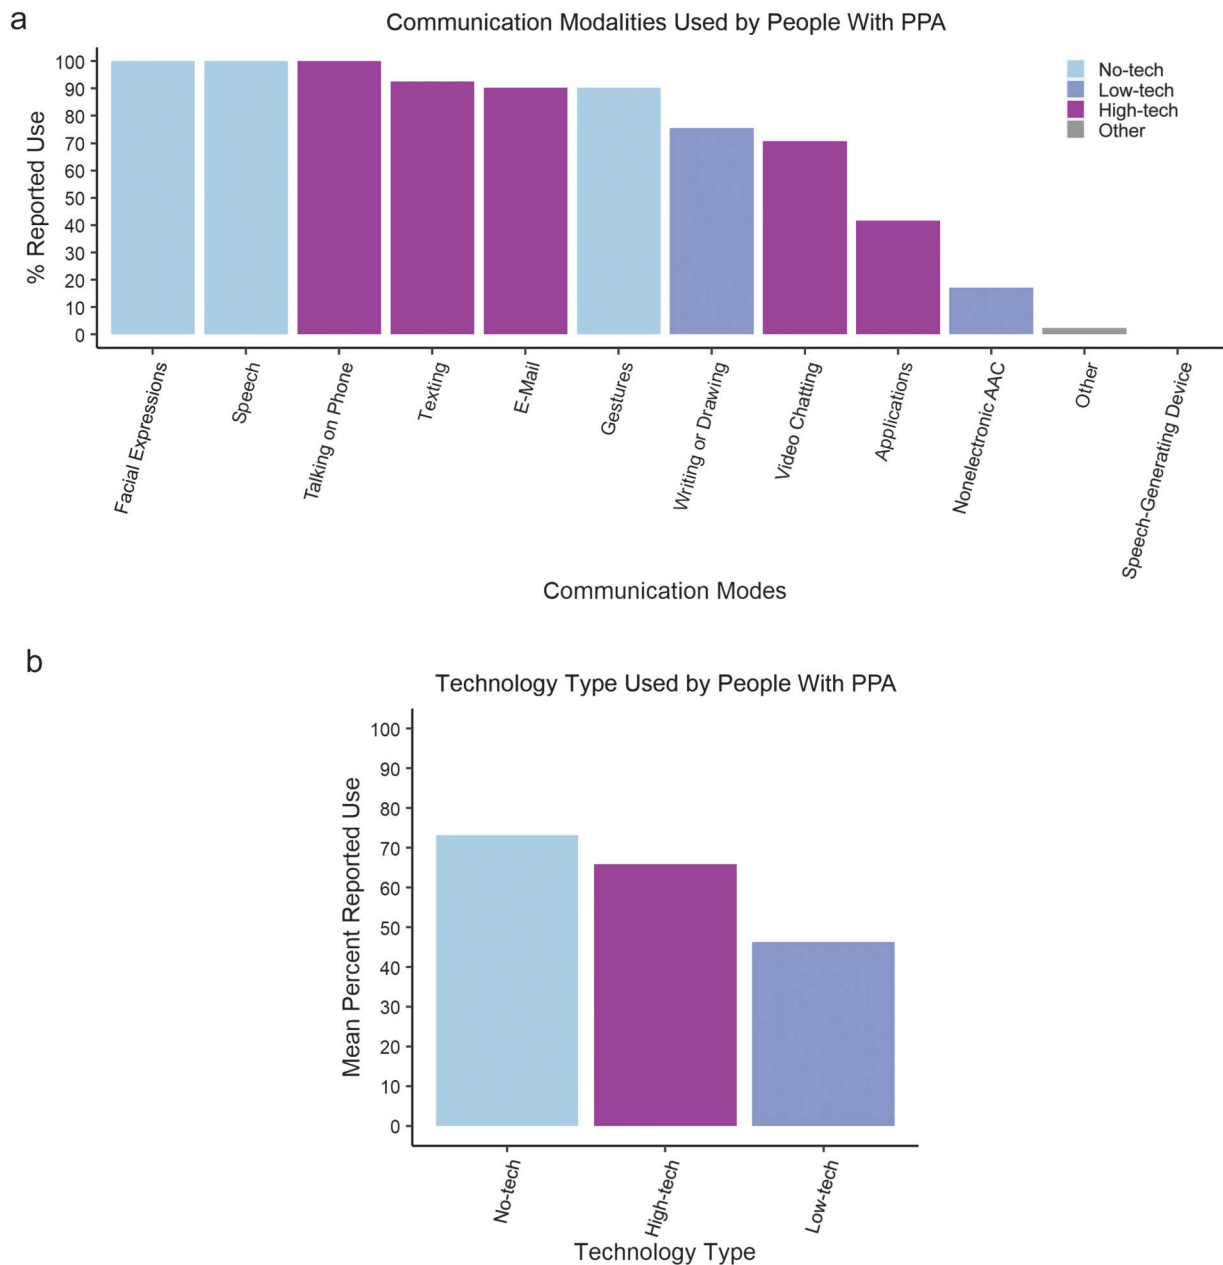 a
Communication Modalities Used by People With PPA
% Reported Use
100
90
80
70
60
50
40
30
20
10
0
No-tech
Low-tech
High-tech
Other
Facial Expressions
Speech
Talking on Phone
Texting
E-Mail
Gestures
Writing or Drawing
Video Chatting
Applications
Nonelectronic AAC
Other
Speech-Generating Device
Communication Modes
b
Technology Type Used by People With PPA
Mean Percent Reported Use
100
90
80
70
60
50
40
30
20
10
0
No-tech
High-tech
Low-tech
Technology Type